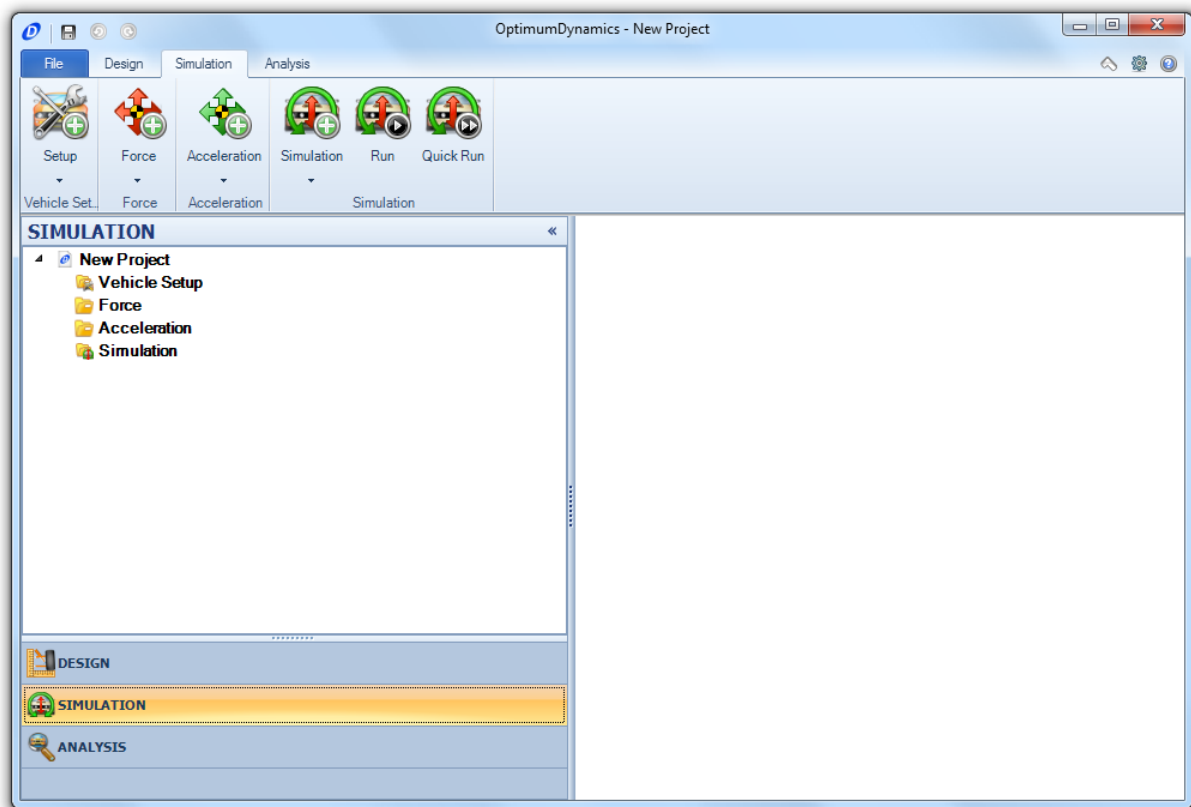 OptimumDynamics - New Project
File Design Simulation Analysis
Setup Force Acceleration Simulation Run Quick Run
Vehicle Set.. Force Acceleration Simulation
SIMULATION
New Project
Vehicle Setup
Force
Acceleration
Simulation
DESIGN
SIMULATION
ANALYSIS